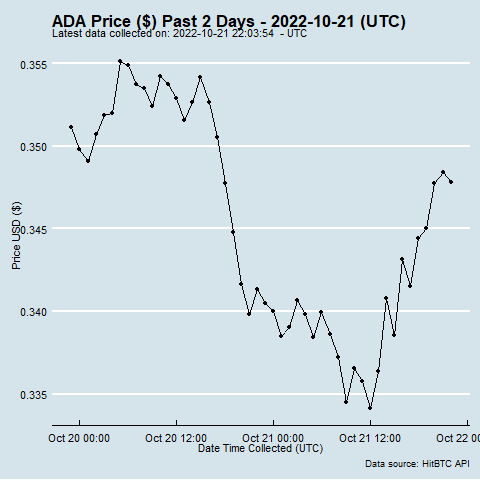 ADA Price ($) Past 2 Days - 2022-10-21 (UTC)
Latest data collected on: 2022-10-21 22:03:54 - UTC
0.355
0.350
0.345
0.340
0.335
Price USD ($)
Oct 20 00:00 Oct 20 12:00 Oct 21 00:00 Oct 21 12:00 Oct 22 00
Date Time Collected (UTC)
Data source: HitBTC API